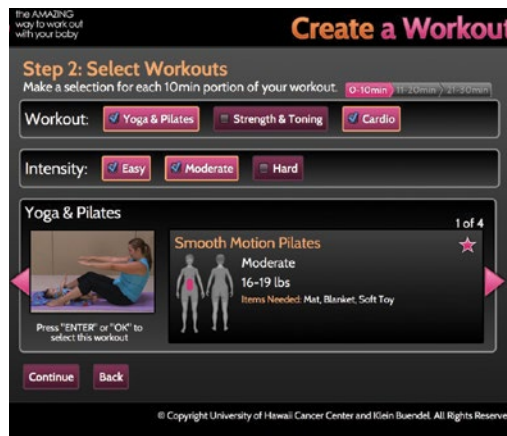 the AMAZING
way to work out
with your baby
Create a Workout
Step 2: Select Workouts
Make a selection for each 10min portion of your workout.
0-10min 11-20min 21-30min
Workout: Yoga & Pilates Strength & Toning Cardio
Intensity: Easy Moderate Hard
Yoga & Pilates
1 of 4
Smooth Motion Pilates
Moderate
16-19 lbs
Items Needed: Mat, Blanket, Soft Toy
Press "ENTER" or "OK" to
select this workout
Continue Back
© Copyright University of Hawaii Cancer Center and Klein Buendel. All Rights Reserve